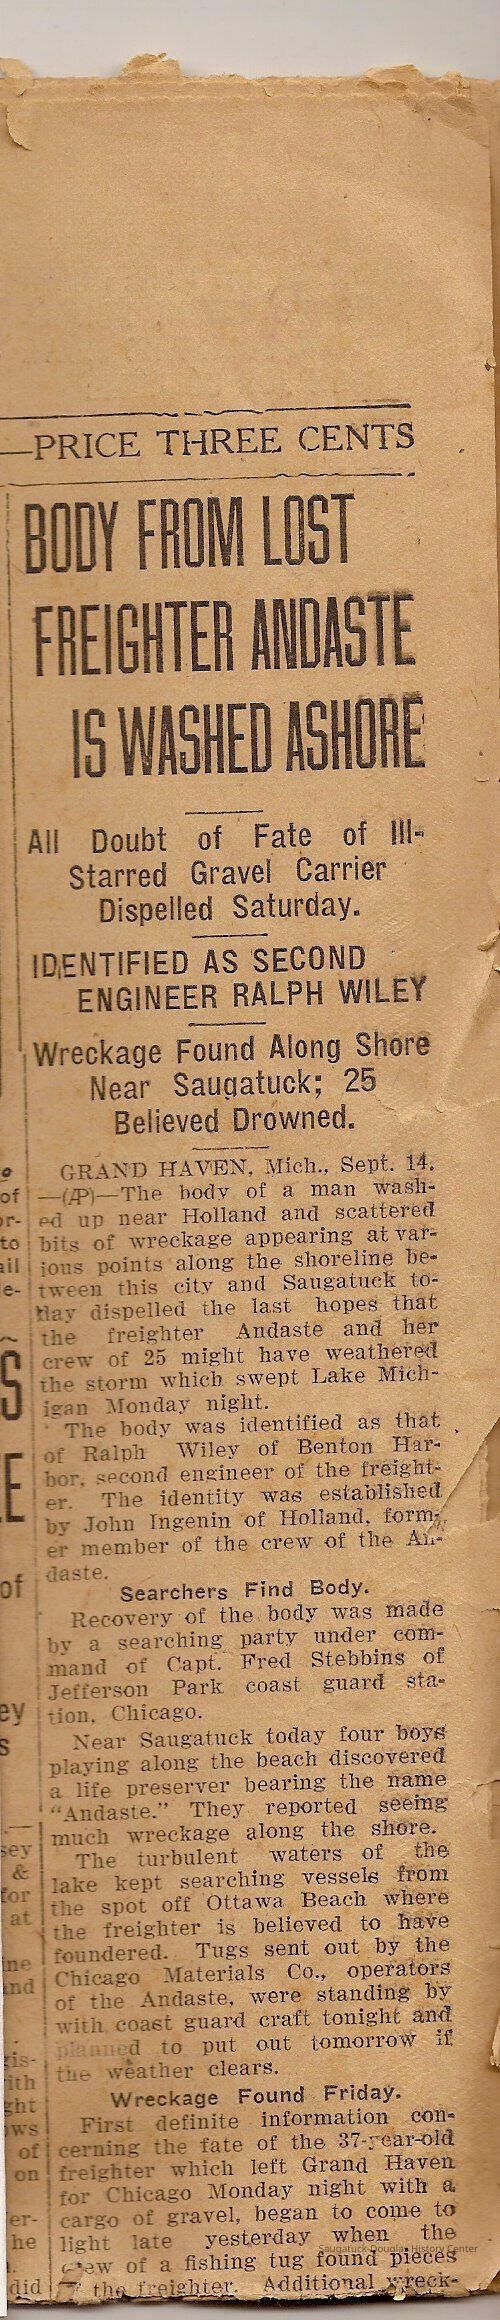 —PRICE THREE CENTS
BODY FROM LOST
FREIGHTER ANDASTE
IS WASHED ASHORE
All Doubt of Fate of Ill-
Starred Gravel Carrier
Dispelled Saturday.
IDENTIFIED AS SECOND
ENGINEER RALPH WILEY
Wreckage Found Along Shore
Near Saugatuck; 25
Believed Drowned.
GRAND HAVEN, Mich., Sept. 14.
—(AP)—The body of a man wash-
ed up near Holland and scattered
bits of wreckage appearing at var-
ious points along the shoreline be-
tween this city and Saugatuck to-
day dispelled the last hopes that
the freighter Andaste and her
crew of 25 might have weathered
the storm which swept Lake Mich-
igan Monday night.
The body was identified as that
of Ralph Wiley of Benton Har-
bor, second engineer of the freight-
er. The identity was established
by John Ingenin of Holland, form-
er member of the crew of the An-
daste.
Searchers Find Body.
Recovery of the body was made
by a searching party under com-
mand of Capt. Fred Stebbins of
Jefferson Park coast guard sta-
tion, Chicago.
Near Saugatuck today four boys
playing along the beach discovered
a life preserver bearing the name
"Andaste." They reported seeing
much wreckage along the shore.
The turbulent waters of the
lake kept searching vessels from
the spot off Ottawa Beach where
the freighter is believed to have
foundered. Tugs sent out by the
Chicago Materials Co., operators
of the Andaste, were standing by
with coast guard craft tonight and
planned to put out tomorrow if
the weather clears.
Wreckage Found Friday.
First definite information con-
cerning the fate of the 37-year-old
freighter which left Grand Haven
for Chicago Monday night with a
cargo of gravel, began to come to
light late yesterday when the
crew of a fishing tug found pieces
the freighter. Additional wreck-
Saugatuck-Douglas History Center